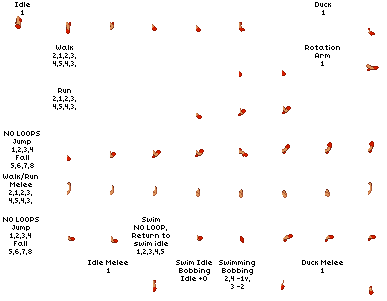 Idle
1
Duck
1
Walk
2,1,2,3,
4,5,4,3,
Rotation
Arm
1
Run
2,1,2,3,
4,5,4,3,
NO LOOPS
Jump
1,2,3,4
Fall
5,6,7,8
Walk/Run
Melee
2,1,2,3,
4,5,4,3,
NO LOOPS
Jump
1,2,3,4
Fall
5,6,7,8
Swim
NO LOOP,
Return to
swim idle
1,2,3,4,5
Idle Melee
1
Swim Idle
Bobbing
Idle +0
Swimming
Bobbing
2,4 -1v,
3 -2
Duck Melee
1